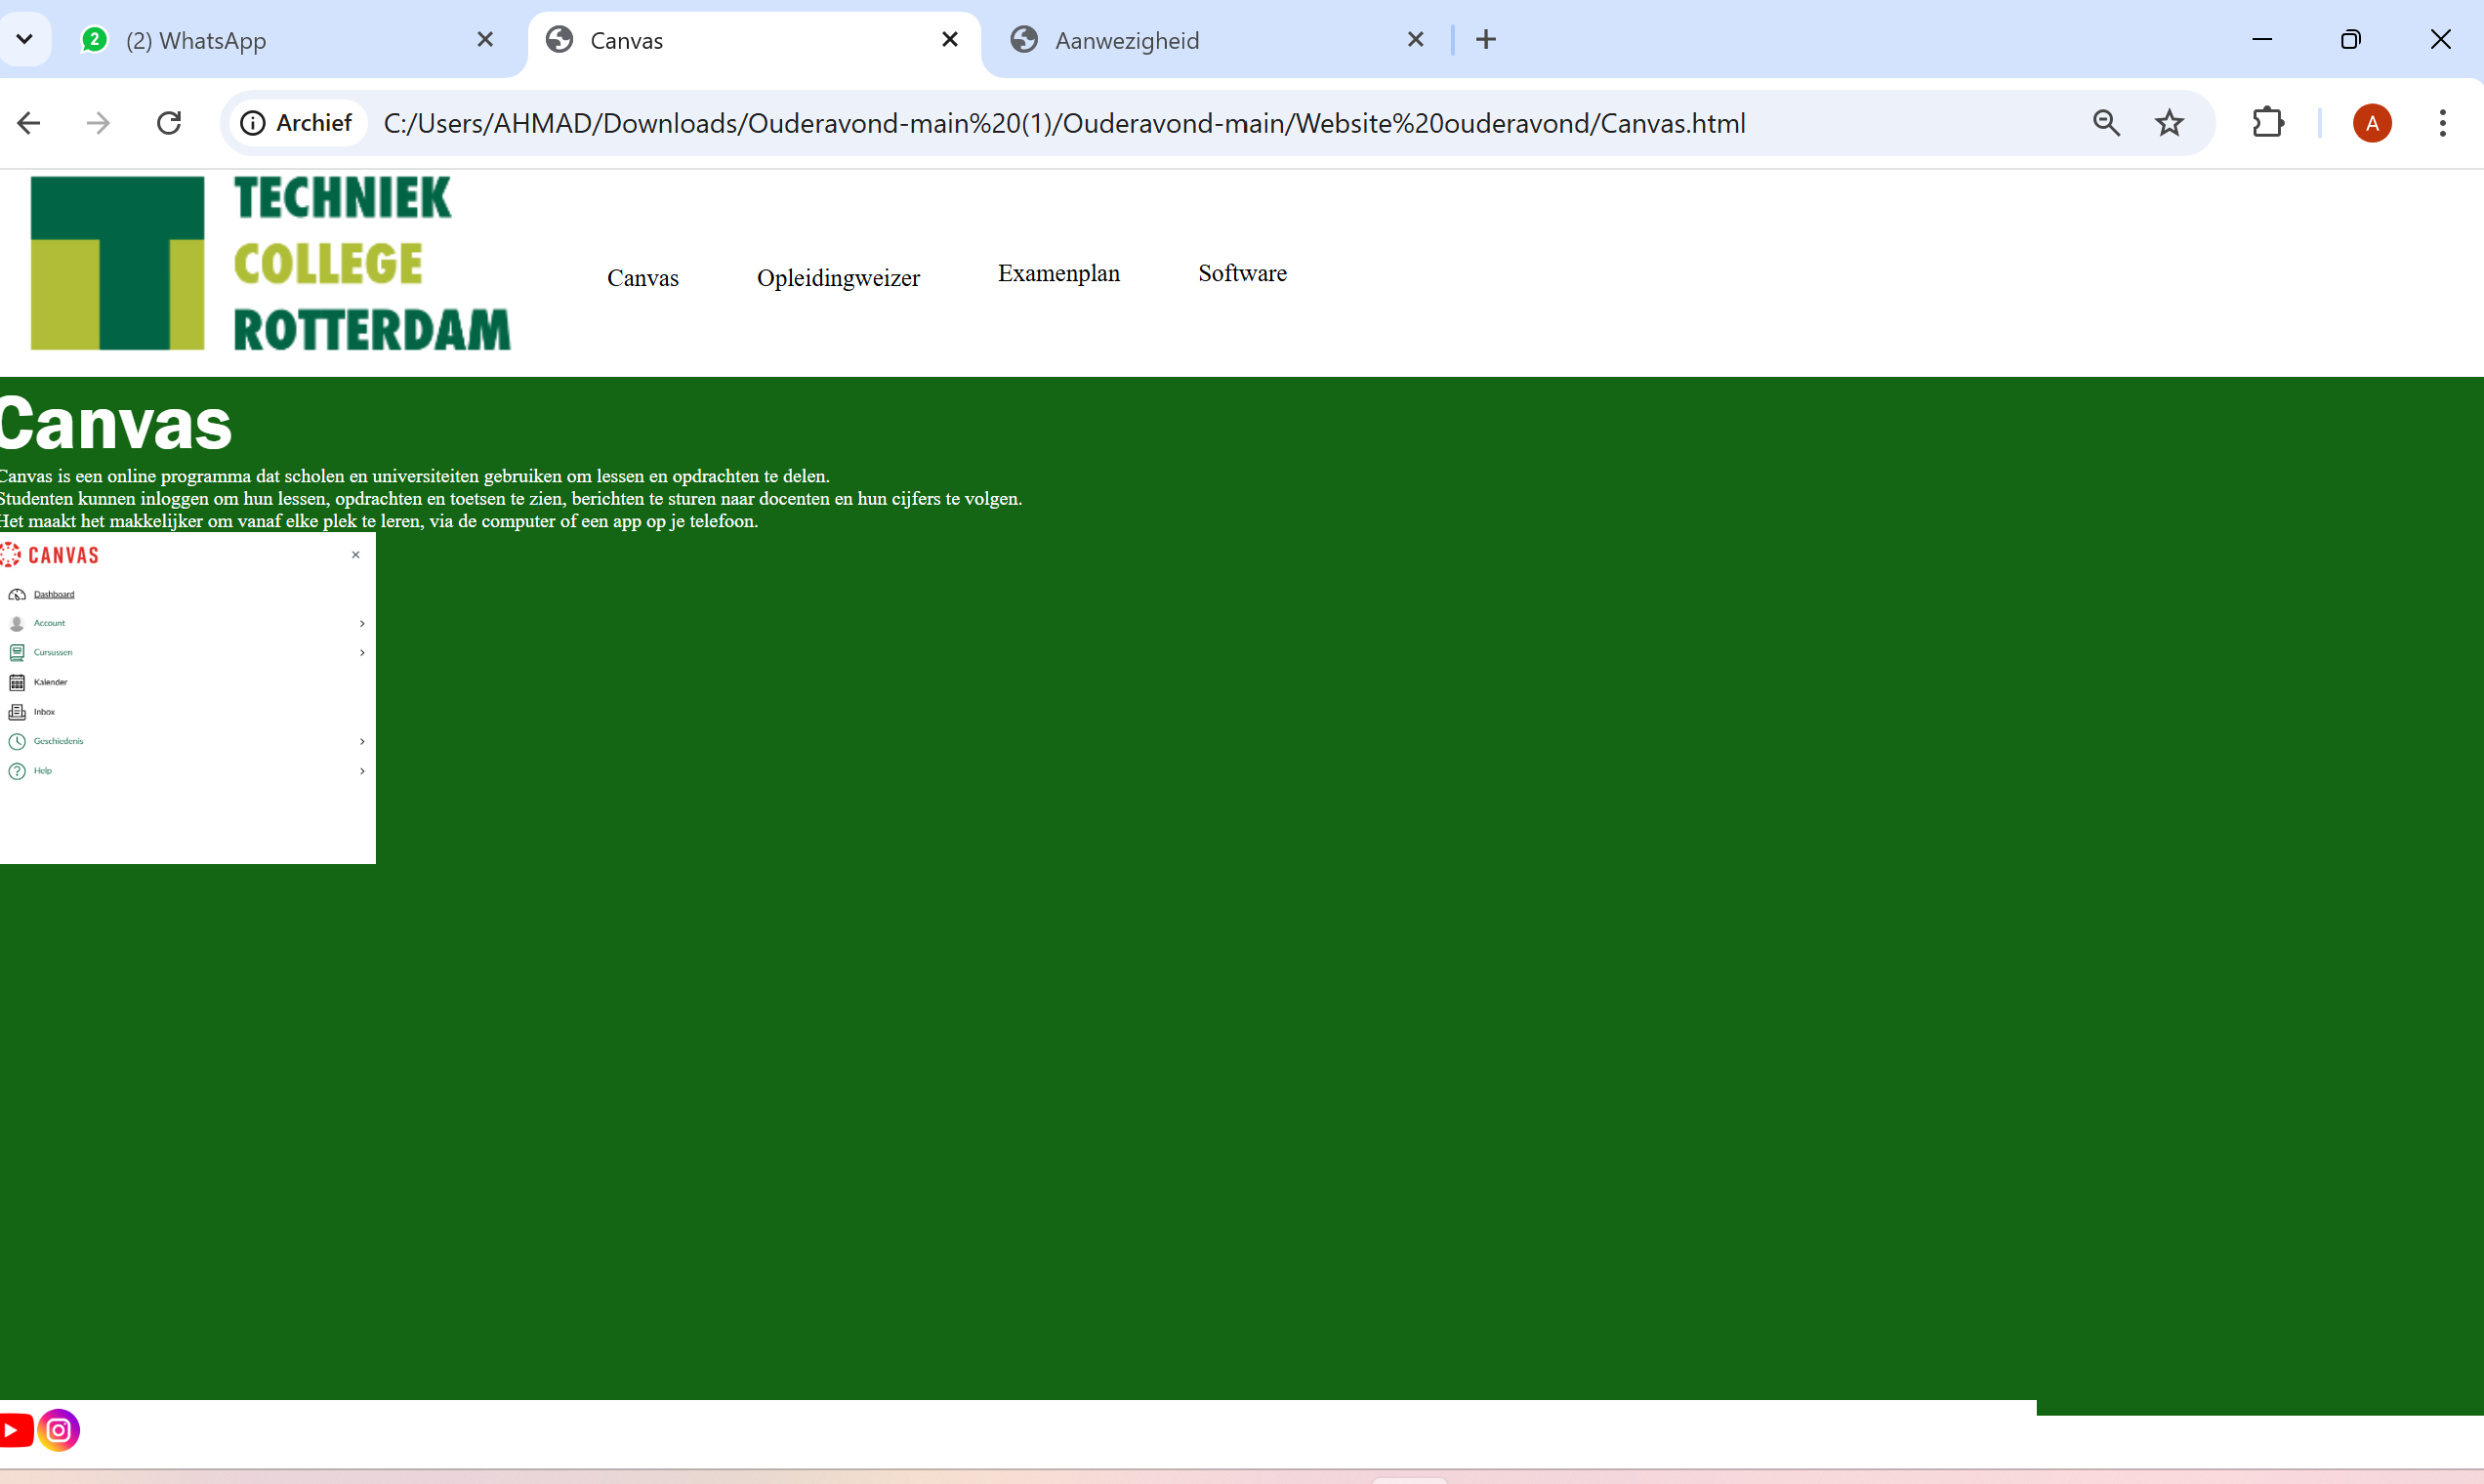 2
(2) WhatsApp
Canvas
Aanwezigheid
Archief
C:/Users/AHMAD/Downloads/Ouderavond-main%20(1)/Ouderavond-main/Website%20ouderavond/Canvas.html
A
TECHNIEK
COLLEGE
ROTTERDAM
Canvas
Opleidingweizer
Examenplan
Software
Canvas
Canvas is een online programma dat scholen en universiteiten gebruiken om lessen en opdrachten te delen.
Studenten kunnen inloggen om hun lessen, opdrachten en toetsen te zien, berichten te sturen naar docenten en hun cijfers te volgen.
Het maakt het makkelijker om vanaf elke plek te leren, via de computer of een app op je telefoon.
CANVAS
Dashboard
Account
Cursussen
Kalender
Inbox
Geschiedenis
Help